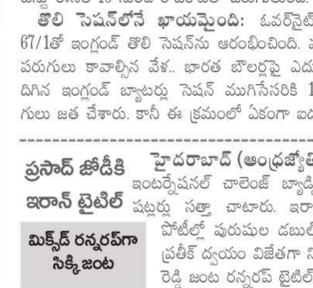 తొలి సెషన్‌లోనే ఖాయమైంది: ఓవర్‌నైట్
67/1తో ఇంగ్లండ్ తొలి సెషన్‌ను ఆరంభించింది.
పరుగులు కావాల్సిన వేళ.. భారత బౌలర్లపై ఎదు
దిగిన ఇంగ్లండ్ బ్యాటర్లు సెషన్ ముగిసేసరికి 1
గులు జత చేశారు. కానీ ఈ క్రమంలో ఏకంగా ఐద
ప్రసాద్ జోడీకి
ఇరాన్ టైటిల్
మిక్స్‌డ్ రన్నరప్‌గా
సిక్కి జంట
హైదరాబాద్ (ఆంధ్రజ్యోతి
ఇంటర్నేషనల్ చాలెంజ్ బ్యాడ్మి
షట్లర్లు సత్తా చాటారు. ఇరా
పోటీల్లో పురుషుల డబుల్
ప్రతీక్ ద్వయం విజేతగా ని
రెడ్డి జంట రన్నరప్ టైటిల్